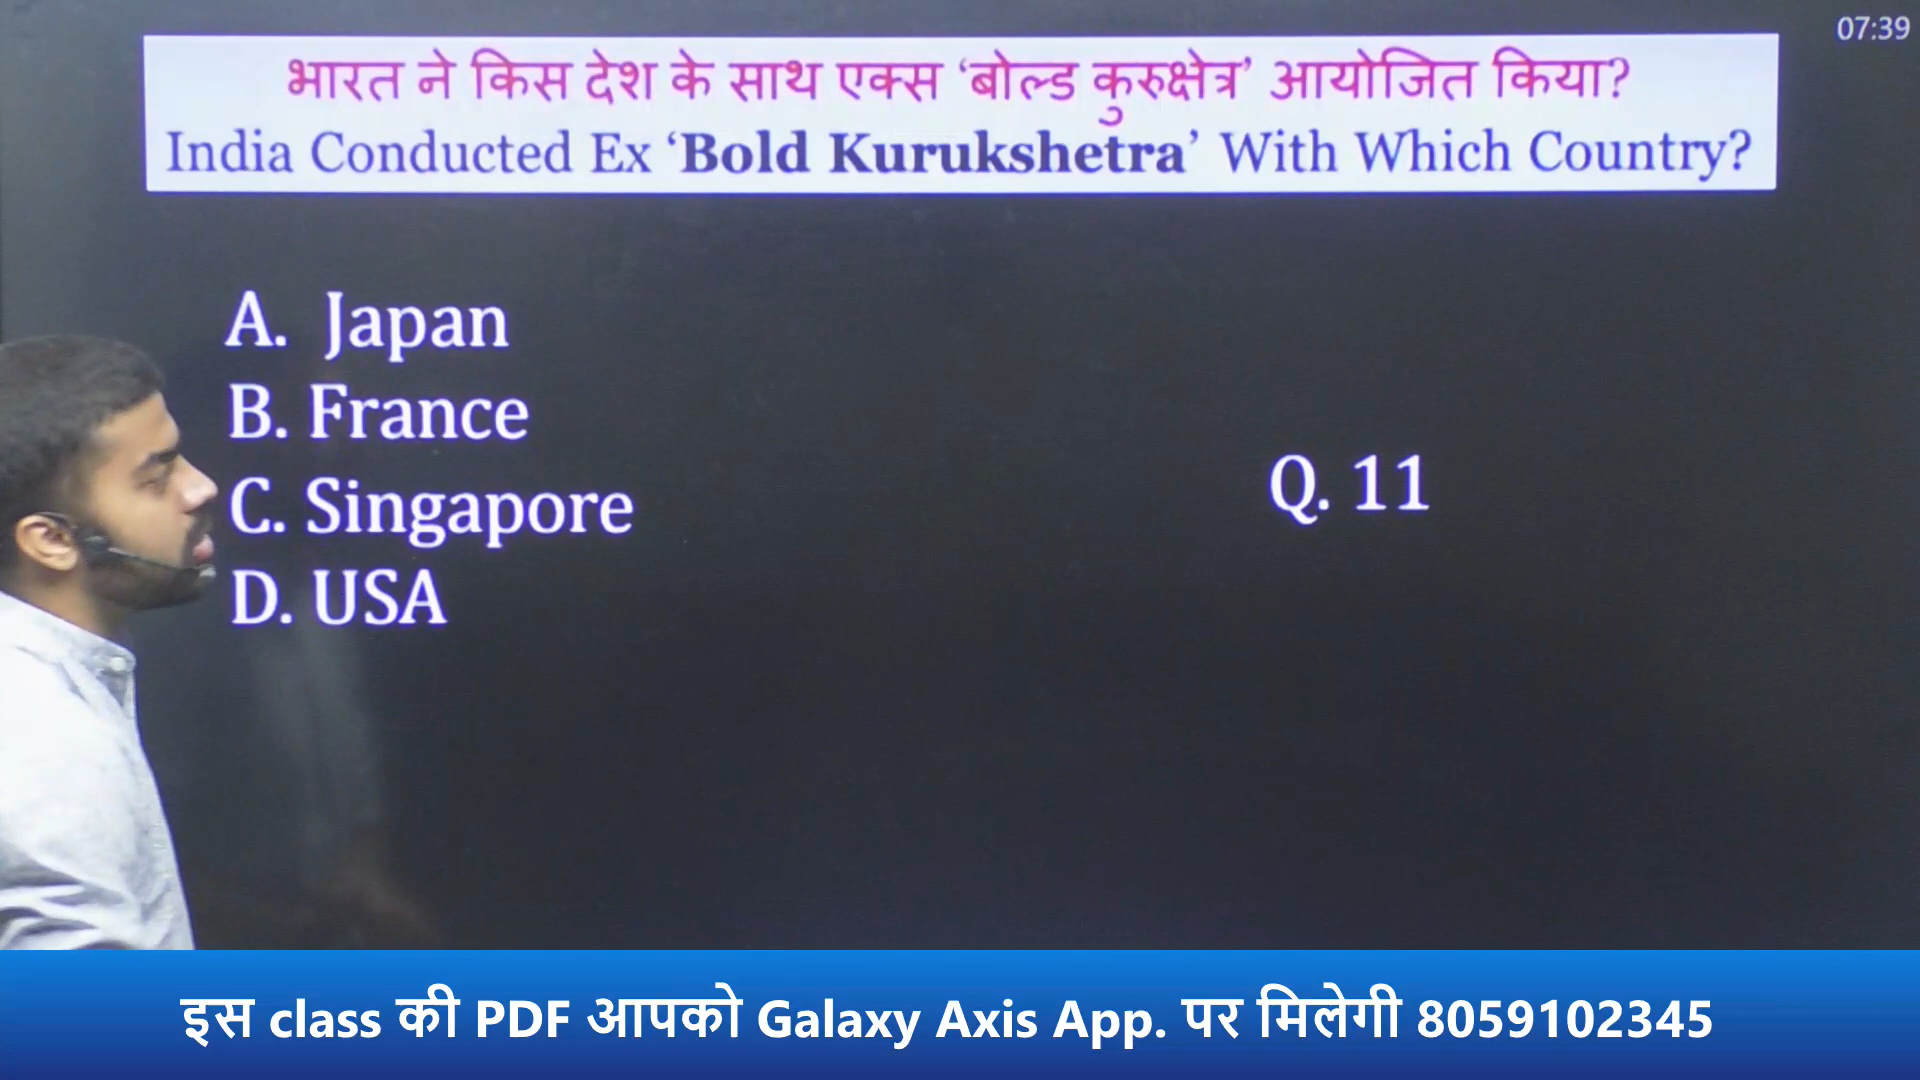 07:39
भारत ने किस देश के साथ एक्स ‘बोल्ड कुरुक्षेत्र’ आयोजित किया?
India Conducted Ex ‘Bold Kurukshetra’ With Which Country?
A. Japan
B. France
C. Singapore
D. USA
Q. 11
इस class की PDF आपको Galaxy Axis App. पर मिलेगी 8059102345